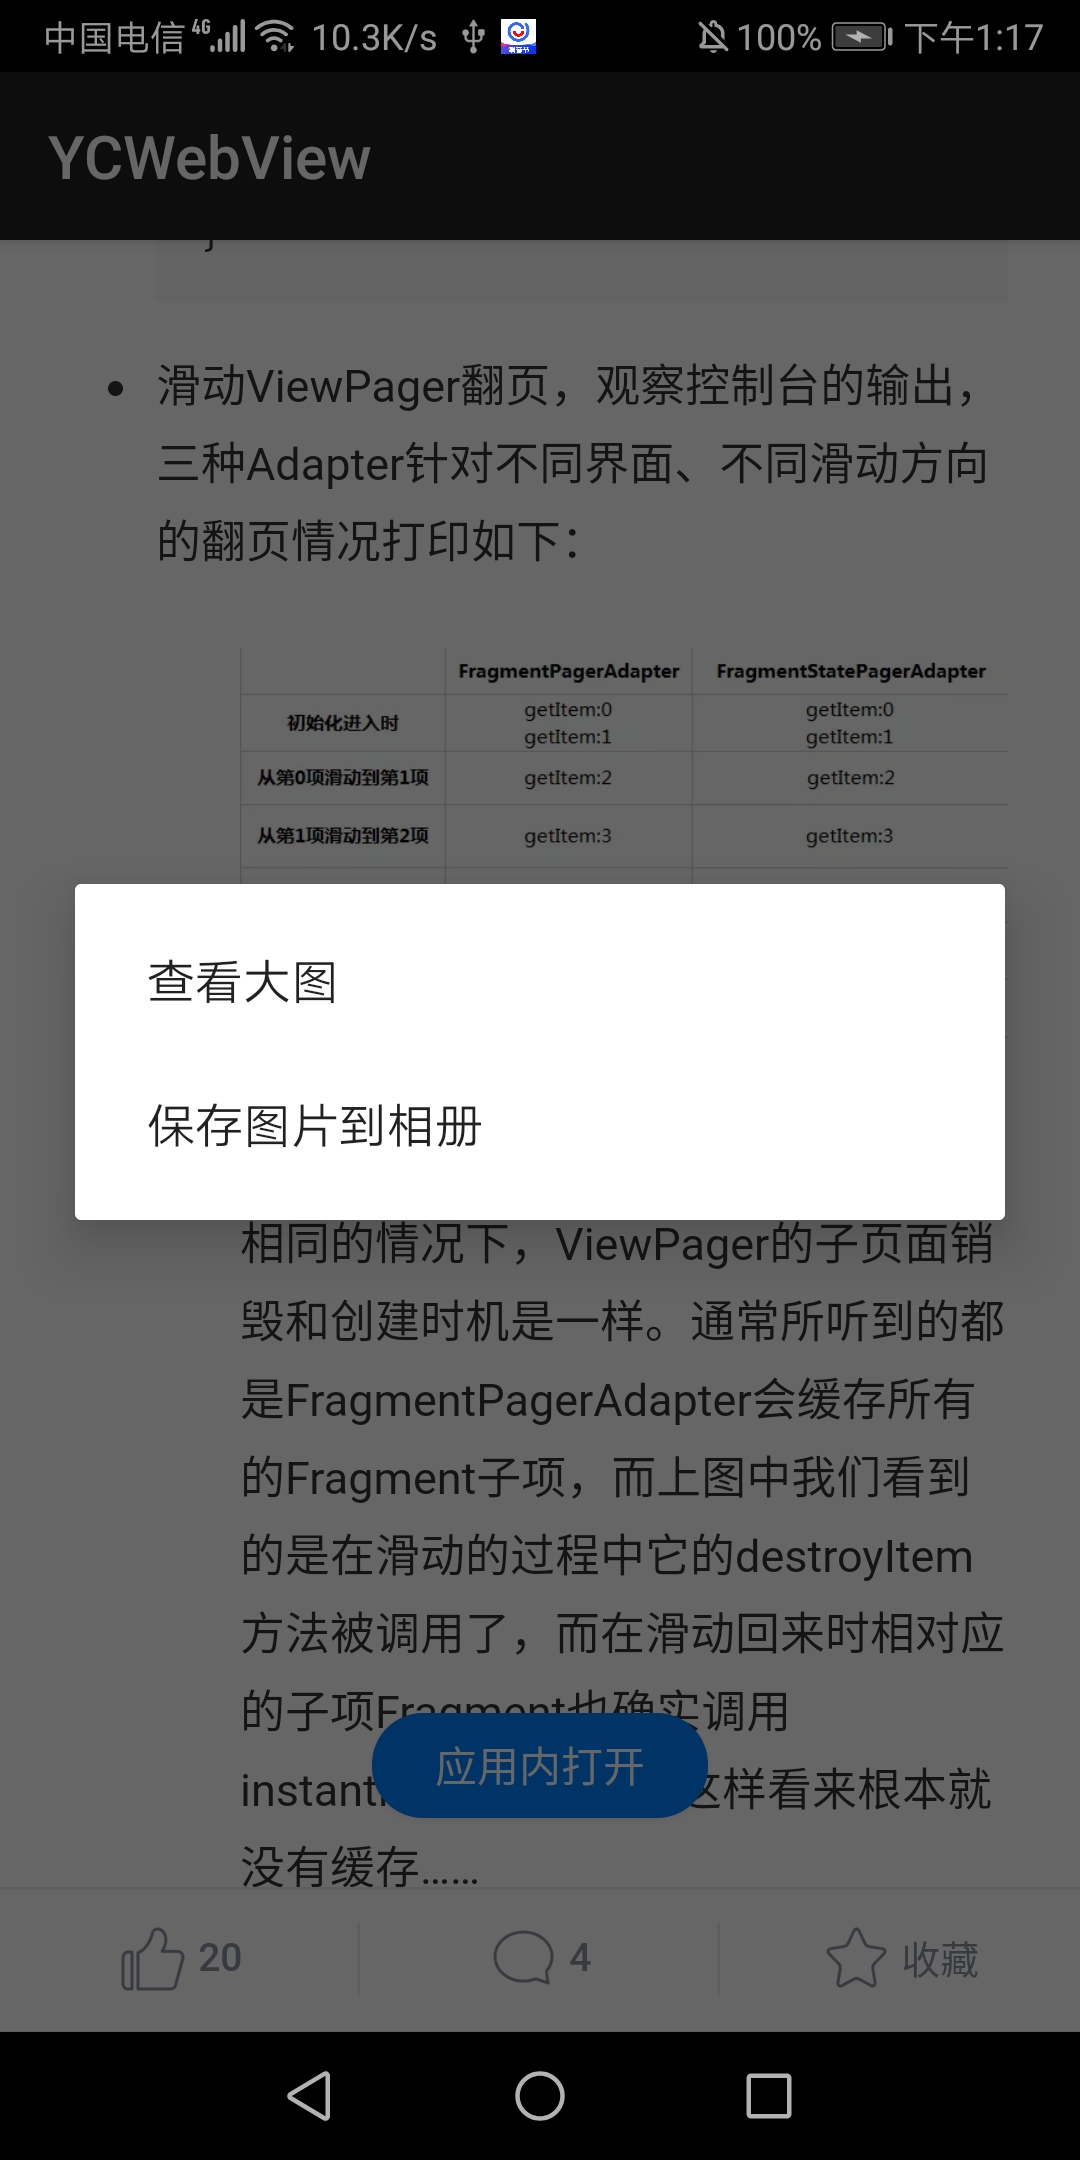 中国电信 4G 10.3K/s 100% 下午1:17
YCWebView
}
滑动ViewPager翻页，观察控制台的输出，
三种Adapter针对不同界面、不同滑动方向
的翻页情况打印如下：
FragmentPagerAdapter FragmentStatePagerAdapter
初始化进入时 getItem:0 getItem:1 getItem:0 getItem:1
从第0项滑动到第1项 getItem:2 getItem:2
从第1项滑动到第2项 getItem:3 getItem:3
查看大图
保存图片到相册
相同的情况下，ViewPager的子页面销
毁和创建时机是一样。通常所听到的都
是FragmentPagerAdapter会缓存所有
的Fragment子项，而上图中我们看到
的是在滑动的过程中它的destroyItem
方法被调用了，而在滑动回来时相对应
的子项Fragment也确实调用
应用内打开
这样看来根本就
没有缓存……
20 4 收藏